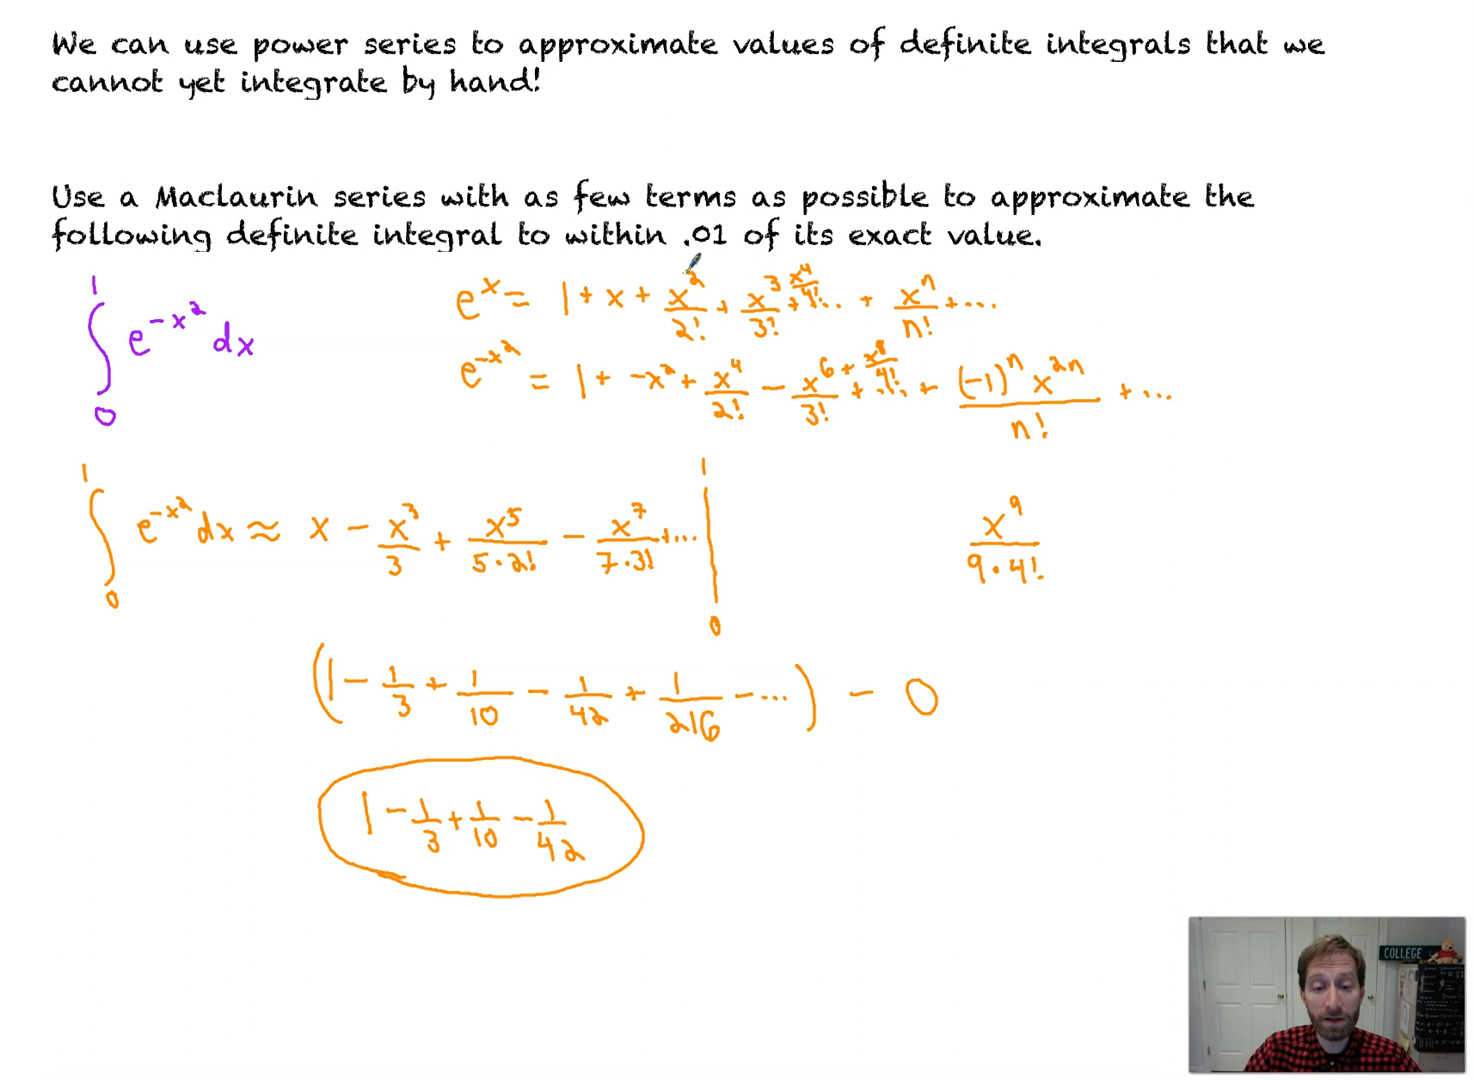 We can use power series to approximate values of definite integrals that we
cannot yet integrate by hand!
Use a Maclaurin series with as few terms as possible to approximate the
following definite integral to within .01 of its exact value.
∫₀¹ e^(-x²) dx
e^x = 1 + x + x²/2! + x³/3! + x⁴/4! ... + xⁿ/n! + ...
e^(-x²) = 1 + -x² + x⁴/2! - x⁶/3! + x⁸/4! + ... + (-1)ⁿ x²ⁿ/n! + ...
∫₀¹ e^(-x²) dx ≈ x - x³/3 + x⁵/(5·2!) - x⁷/(7·3!) + ... |₀¹
x⁹/(9·4!)
(1 - 1/3 + 1/10 - 1/42 + 1/216 - ...) - 0
1 - 1/3 + 1/10 - 1/42
COLLEGE